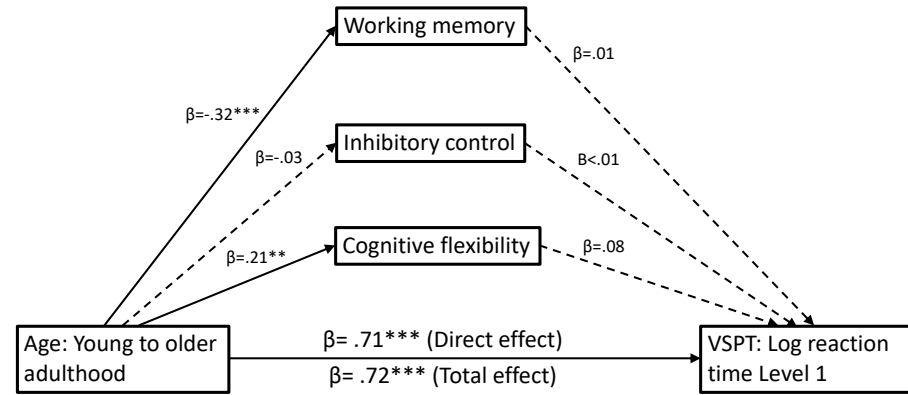 Working memory
β=.01
β=-.32***
Inhibitory control
β=-.03
B<.01
Cognitive flexibility
β=.21**
β=.08
Age: Young to older
adulthood
β= .71*** (Direct effect)
β= .72*** (Total effect)
VSPT: Log reaction
time Level 1